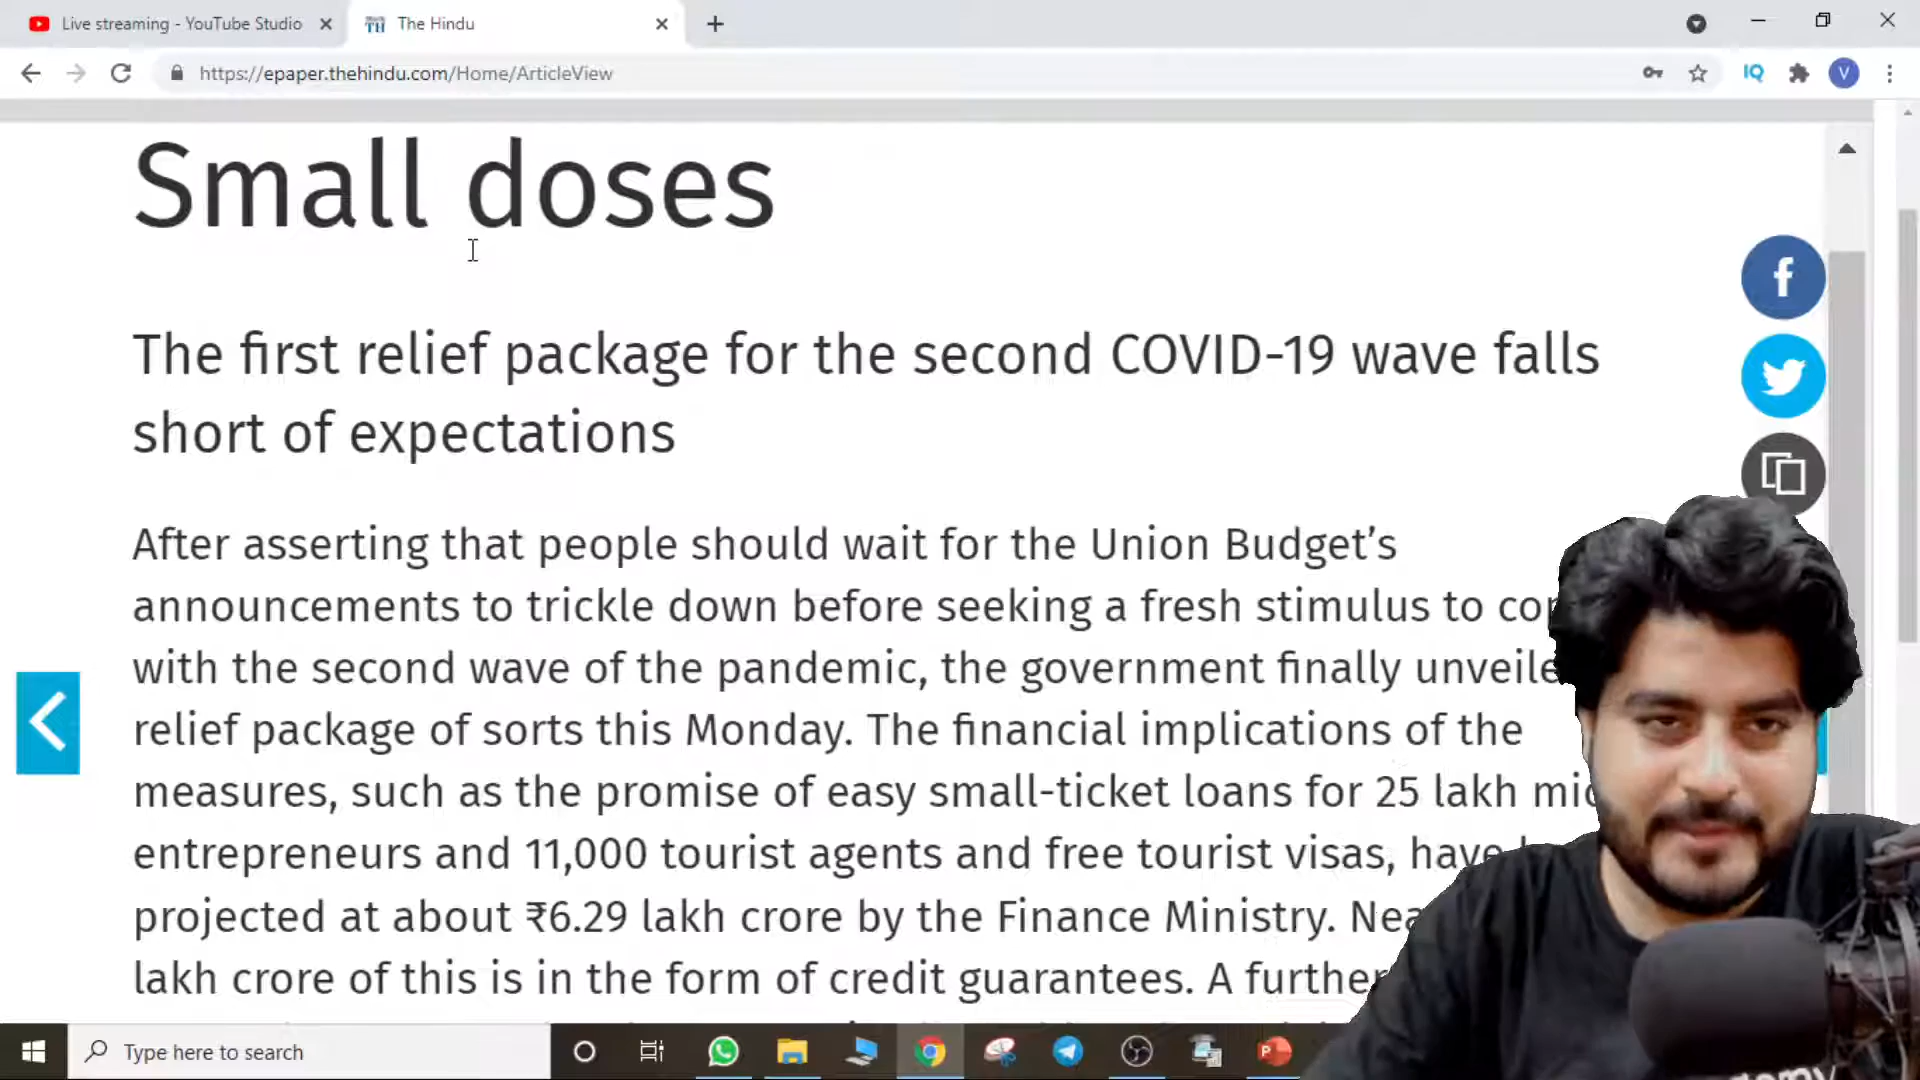 Live streaming - YouTube Studio
The Hindu
https://epaper.thehindu.com/Home/ArticleView
IQ
V
Small doses
The first relief package for the second COVID-19 wave falls
short of expectations
After asserting that people should wait for the Union Budget’s
announcements to trickle down before seeking a fresh stimulus to
with the second wave of the pandemic, the government finally
relief package of sorts this Monday. The financial implications of the
measures, such as the promise of easy small-ticket loans for 25 lakh
entrepreneurs and 11,000 tourist agents and free tourist visas, have
projected at about ₹6.29 lakh crore by the Finance Ministry.
lakh crore of this is in the form of credit guarantees. A further
Type here to search